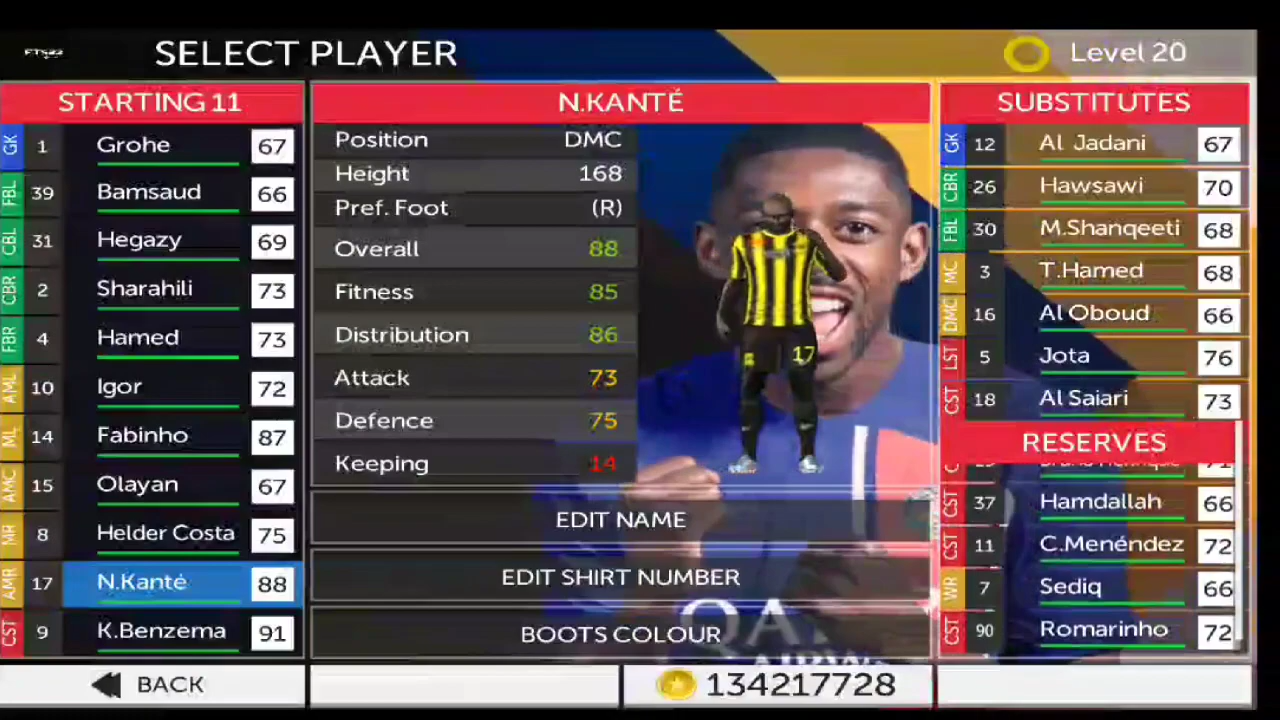 FTS22
SELECT PLAYER
Level 20
STARTING 11
GK 1 Grohe 67
FBL 39 Bamsaud 66
CBL 31 Hegazy 69
CBR 2 Sharahili 73
FBR 4 Hamed 73
AML 10 Igor 72
ML 14 Fabinho 87
AMC 15 Olayan 67
MR 8 Helder Costa 75
AMR 17 N.Kanté 88
CST 9 K.Benzema 91
N.KANTÉ
Position DMC
Height 168
Pref. Foot (R)
Overall 88
Fitness 85
Distribution 86
Attack 73
Defence 75
Keeping 14
17
EDIT NAME
EDIT SHIRT NUMBER
BOOTS COLOUR
SUBSTITUTES
GK 12 Al Jadani 67
CBR 26 Hawsawi 70
FBL 30 M.Shanqeeti 68
MC 3 T.Hamed 68
DMC 16 Al Oboud 66
LST 5 Jota 76
CST 18 Al Saiari 73
RESERVES
CST 37 Hamdallah 66
CST 11 C.Menéndez 72
WR 7 Sediq 66
CST 90 Romarinho 72
BACK
134217728